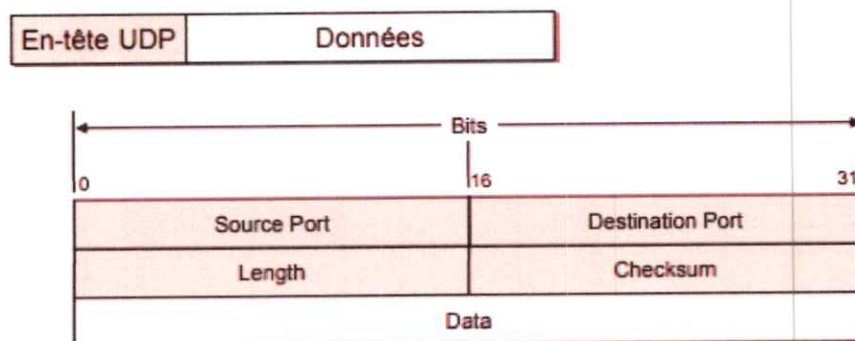 En-tête UDP Données
Bits
0 16 31
Source Port Destination Port
Length Checksum
Data